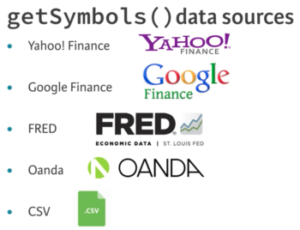 getSymbols() data sources
• Yahoo! Finance YAHOO! FINANCE
• Google Finance Google Finance
• FRED FRED ECONOMIC DATA | ST. LOUIS FED
• Oanda OANDA
• CSV .CSV